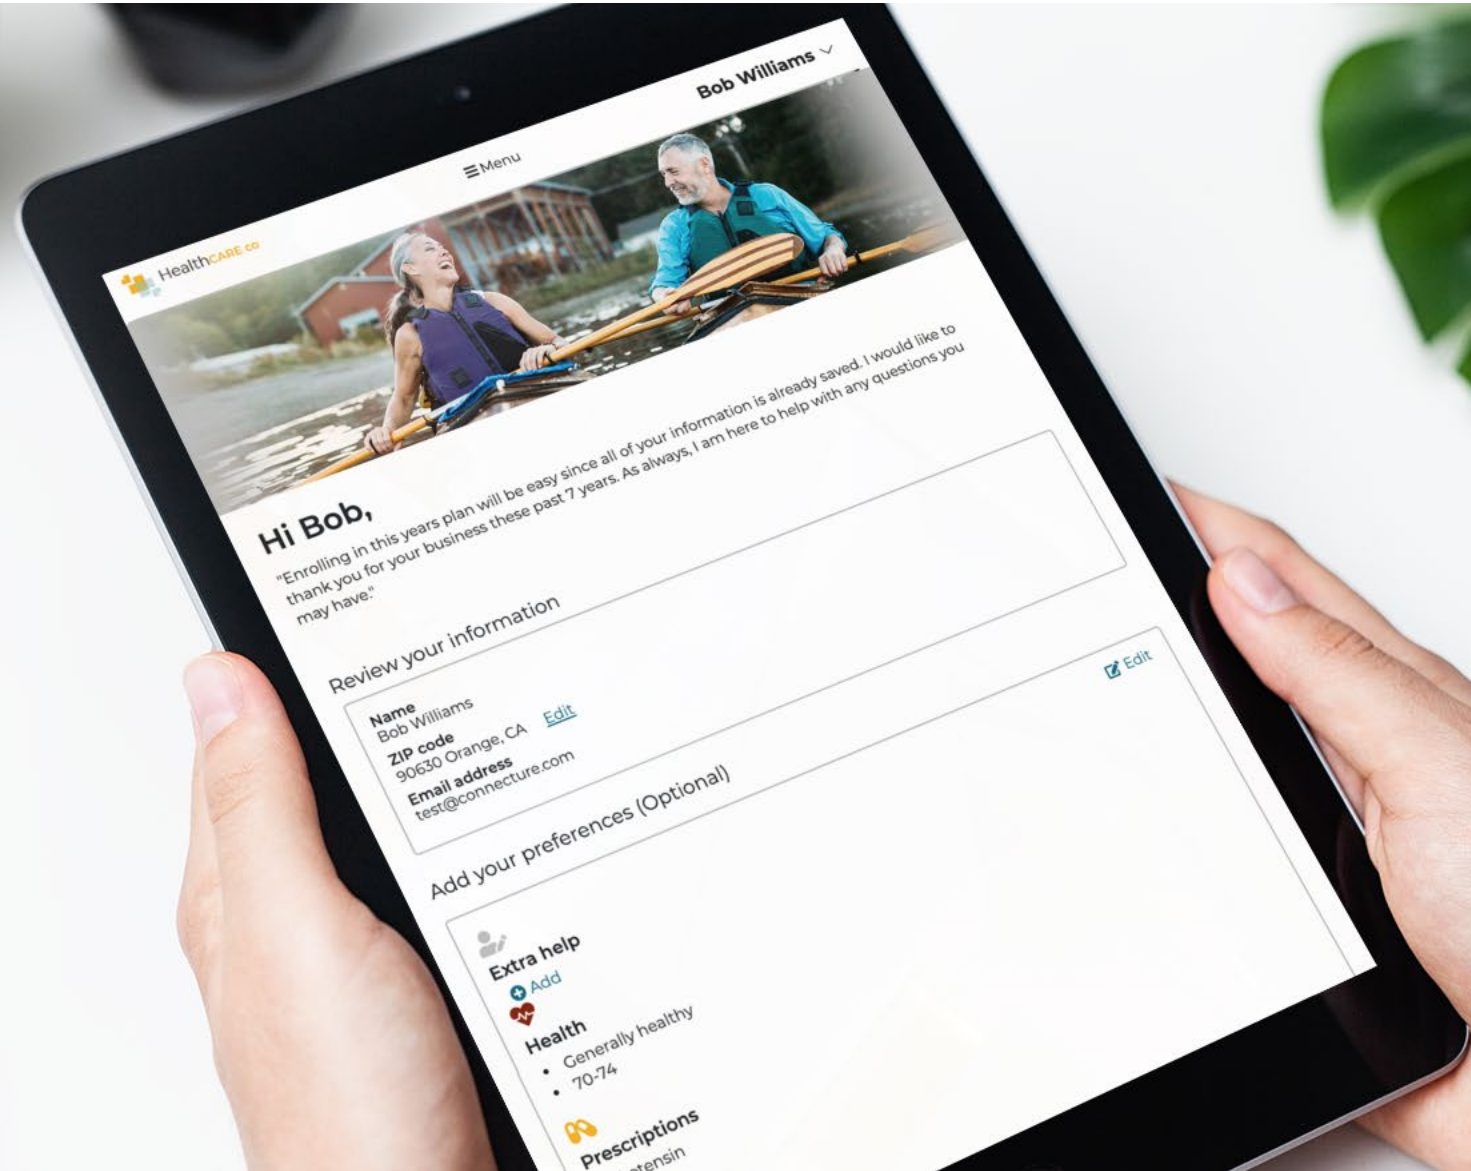 Bob Williams
Menu
HealthCARE co
Hi Bob,
"Enrolling in this years plan will be easy since all of your information is already saved. I would like to
thank you for your business these past 7 years. As always, I am here to help with any questions you
may have."
Review your information
Name
Bob Williams
ZIP code
90630 Orange, CA Edit
Email address
test@connecture.com
Add your preferences (Optional)
Edit
Extra help
Add
Health
• Generally healthy
• 70-74
Prescriptions